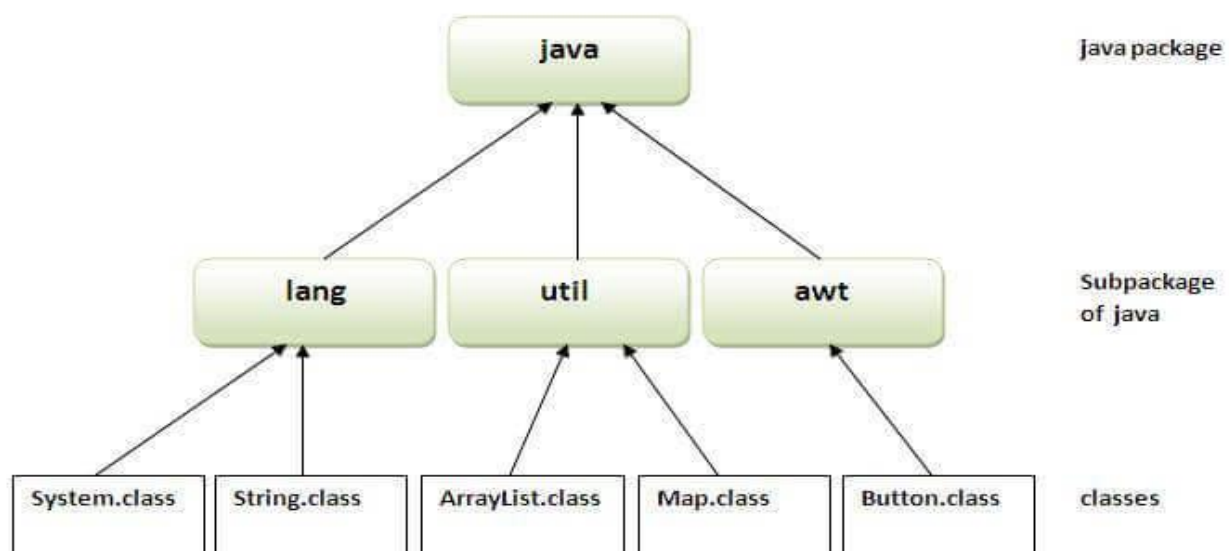 java
java package
lang
util
awt
Subpackage
of java
System.class
String.class
ArrayList.class
Map.class
Button.class
classes